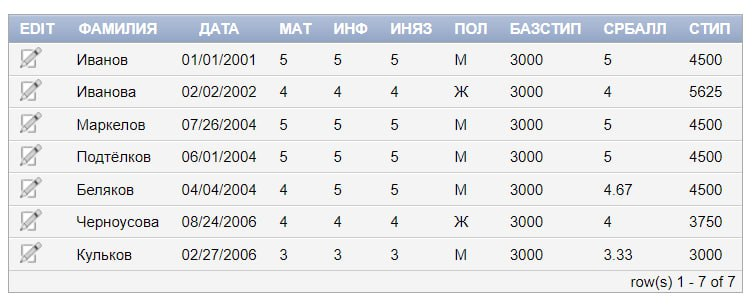 EDIT ФАМИЛИЯ ДАТА МАТ ИНФ ИНЯЗ ПОЛ БАЗСТИП СРБАЛЛ СТИП
Иванов 01/01/2001 5 5 5 М 3000 5 4500
Иванова 02/02/2002 4 4 4 Ж 3000 4 5625
Маркелов 07/26/2004 5 5 5 М 3000 5 4500
Подтёлков 06/01/2004 5 5 5 М 3000 5 4500
Беляков 04/04/2004 4 5 5 М 3000 4.67 4500
Черноусова 08/24/2006 4 4 4 Ж 3000 4 3750
Кульков 02/27/2006 3 3 3 М 3000 3.33 3000
row(s) 1 - 7 of 7